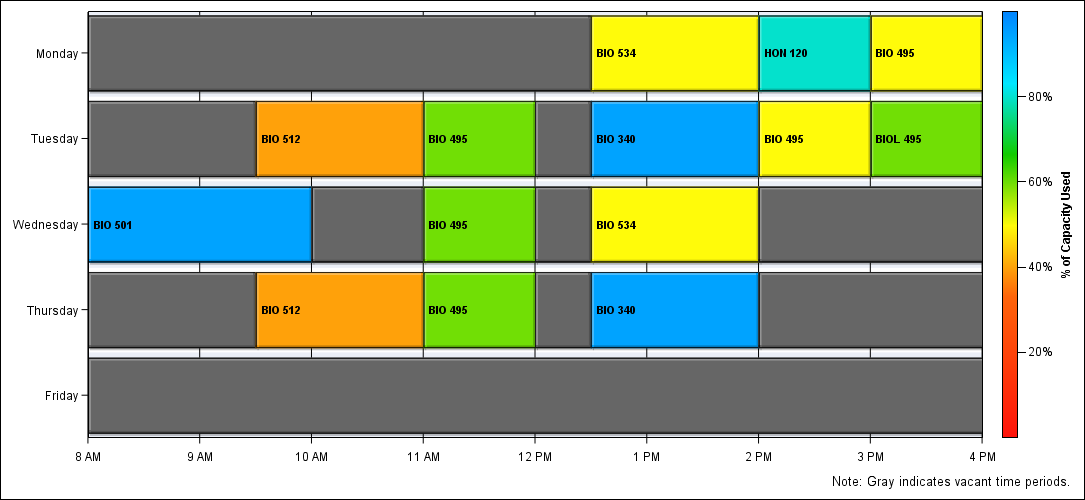 Monday
BIO 534
HON 120
BIO 495
80%
Tuesday
BIO 512
BIO 495
BIO 340
BIO 495
BIOL 495
60%
Wednesday
BIO 501
BIO 495
BIO 534
% of Capacity Used
40%
Thursday
BIO 512
BIO 495
BIO 340
20%
Friday
8 AM
9 AM
10 AM
11 AM
12 PM
1 PM
2 PM
3 PM
4 PM
Note: Gray indicates vacant time periods.